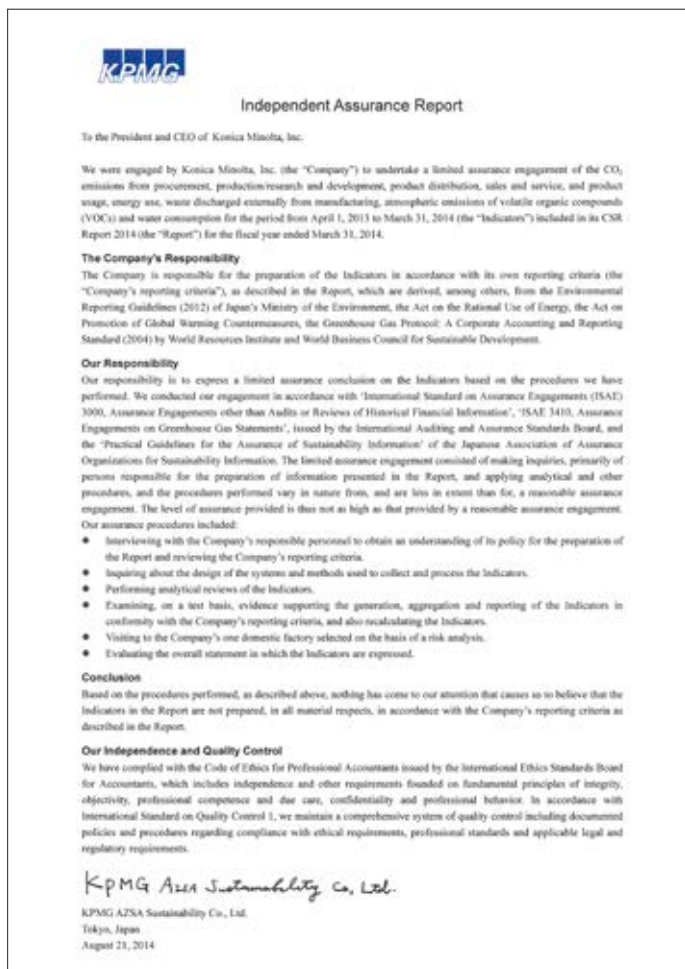 KPMG
Independent Assurance Report
To the President and CEO of Konica Minolta, Inc.
We were engaged by Konica Minolta, Inc. (the “Company”) to undertake a limited assurance engagement of the CO₂
emissions from procurement, production/research and development, product distribution, sales and service, and product
usage, energy use, waste discharged externally from manufacturing, atmospheric emissions of volatile organic compounds
(VOCs) and water consumption for the period from April 1, 2013 to March 31, 2014 (the “Indicators”) included in its CSR
Report 2014 (the “Report”) for the fiscal year ended March 31, 2014.
The Company’s Responsibility
The Company is responsible for the preparation of the Indicators in accordance with its own reporting criteria (the
“Company’s reporting criteria”), as described in the Report, which are derived, among others, from the Environmental
Reporting Guidelines (2012) of Japan’s Ministry of the Environment, the Act on the Rational Use of Energy, the Act on
Promotion of Global Warming Countermeasures, the Greenhouse Gas Protocol: A Corporate Accounting and Reporting
Standard (2004) by World Resources Institute and World Business Council for Sustainable Development.
Our Responsibility
Our responsibility is to express a limited assurance conclusion on the Indicators based on the procedures we have
performed. We conducted our engagement in accordance with ‘International Standard on Assurance Engagements (ISAE)
3000, Assurance Engagements other than Audits or Reviews of Historical Financial Information’, ‘ISAE 3410, Assurance
Engagements on Greenhouse Gas Statements’, issued by the International Auditing and Assurance Standards Board, and
the ‘Practical Guidelines for the Assurance of Sustainability Information’ of the Japanese Association of Assurance
Organizations for Sustainability Information. The limited assurance engagement consisted of making inquiries, primarily of
persons responsible for the preparation of information presented in the Report, and applying analytical and other
procedures, and the procedures performed vary in nature from, and are less in extent than for, a reasonable assurance
engagement. The level of assurance provided is thus not as high as that provided by a reasonable assurance engagement.
Our assurance procedures included:
● Interviewing with the Company’s responsible personnel to obtain an understanding of its policy for the preparation of
the Report and reviewing the Company’s reporting criteria.
● Inquiring about the design of the systems and methods used to collect and process the Indicators.
● Performing analytical reviews of the Indicators.
● Examining, on a test basis, evidence supporting the generation, aggregation and reporting of the Indicators in
conformity with the Company’s reporting criteria, and also recalculating the Indicators.
● Visiting to the Company’s one domestic factory selected on the basis of a risk analysis.
● Evaluating the overall statement in which the Indicators are expressed.
Conclusion
Based on the procedures performed, as described above, nothing has come to our attention that causes us to believe that the
Indicators in the Report are not prepared, in all material respects, in accordance with the Company’s reporting criteria as
described in the Report.
Our Independence and Quality Control
We have complied with the Code of Ethics for Professional Accountants issued by the International Ethics Standards Board
for Accountants, which includes independence and other requirements founded on fundamental principles of integrity,
objectivity, professional competence and due care, confidentiality and professional behavior. In accordance with
International Standard on Quality Control 1, we maintain a comprehensive system of quality control including documented
policies and procedures regarding compliance with ethical requirements, professional standards and applicable legal and
regulatory requirements.
KPMG AZSA Sustainability Co., Ltd.
KPMG AZSA Sustainability Co., Ltd.
Tokyo, Japan
August 21, 2014